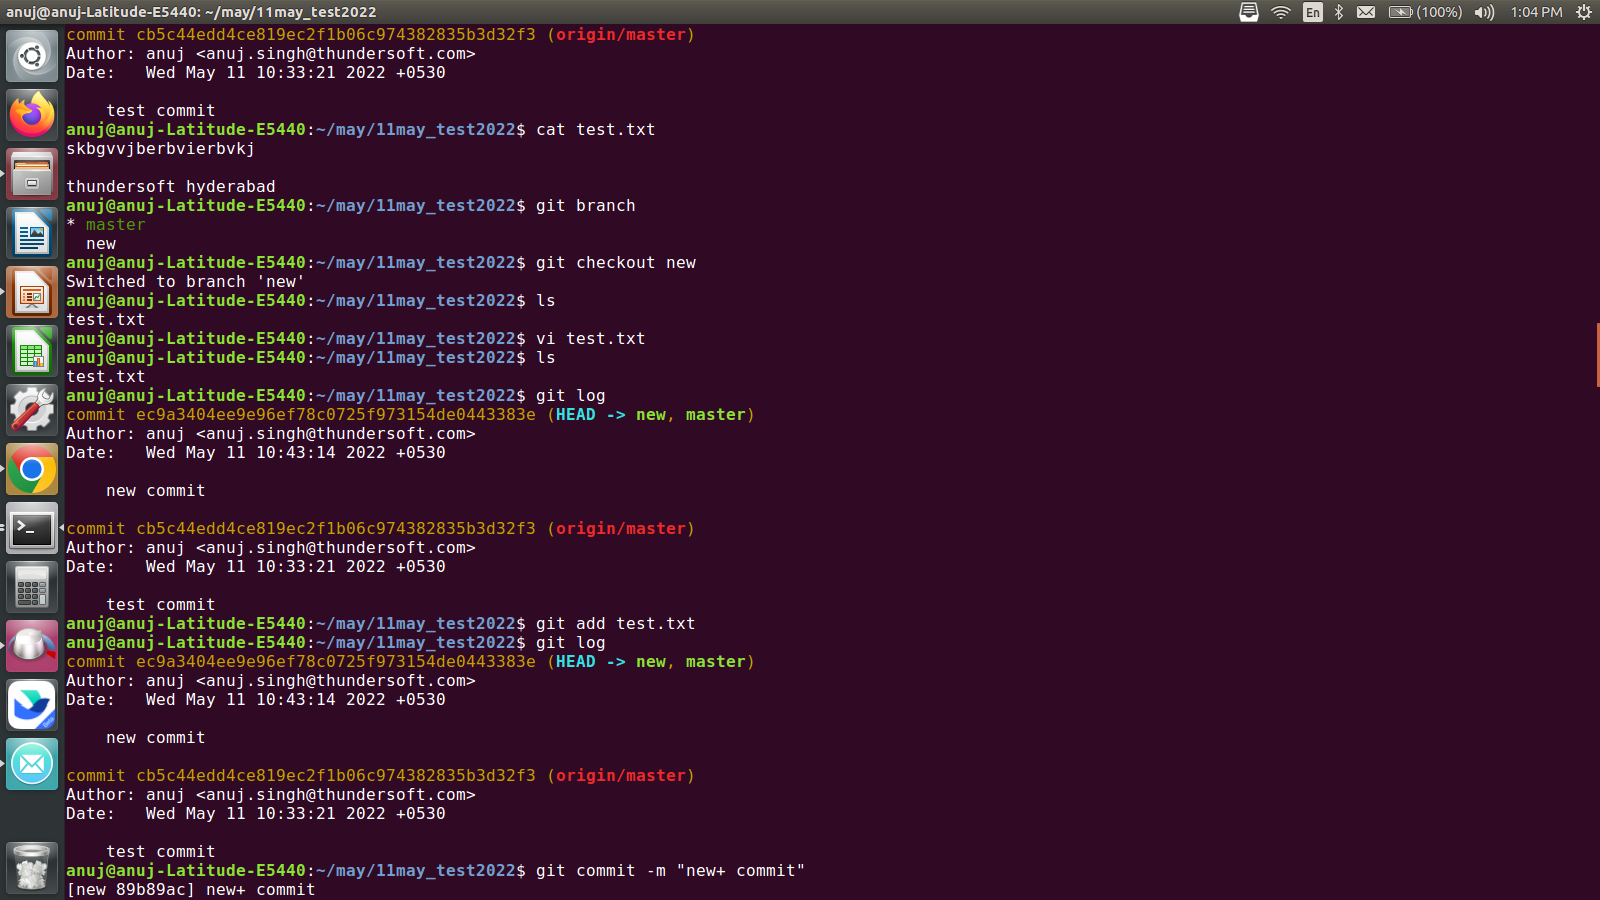 anuj@anuj-Latitude-E5440: ~/may/11may_test2022
En
(100%)
1:04 PM
commit cb5c44edd4ce819ec2f1b06c974382835b3d32f3 (origin/master)
Author: anuj <anuj.singh@thundersoft.com>
Date:   Wed May 11 10:33:21 2022 +0530
    test commit
anuj@anuj-Latitude-E5440:~/may/11may_test2022$ cat test.txt
skbgvvjberbvierbvkj
thundersoft hyderabad
anuj@anuj-Latitude-E5440:~/may/11may_test2022$ git branch
* master
  new
anuj@anuj-Latitude-E5440:~/may/11may_test2022$ git checkout new
Switched to branch 'new'
anuj@anuj-Latitude-E5440:~/may/11may_test2022$ ls
test.txt
anuj@anuj-Latitude-E5440:~/may/11may_test2022$ vi test.txt
anuj@anuj-Latitude-E5440:~/may/11may_test2022$ ls
test.txt
anuj@anuj-Latitude-E5440:~/may/11may_test2022$ git log
commit ec9a3404ee9e96ef78c0725f973154de0443383e (HEAD -> new, master)
Author: anuj <anuj.singh@thundersoft.com>
Date:   Wed May 11 10:43:14 2022 +0530
    new commit
commit cb5c44edd4ce819ec2f1b06c974382835b3d32f3 (origin/master)
Author: anuj <anuj.singh@thundersoft.com>
Date:   Wed May 11 10:33:21 2022 +0530
    test commit
anuj@anuj-Latitude-E5440:~/may/11may_test2022$ git add test.txt
anuj@anuj-Latitude-E5440:~/may/11may_test2022$ git log
commit ec9a3404ee9e96ef78c0725f973154de0443383e (HEAD -> new, master)
Author: anuj <anuj.singh@thundersoft.com>
Date:   Wed May 11 10:43:14 2022 +0530
    new commit
commit cb5c44edd4ce819ec2f1b06c974382835b3d32f3 (origin/master)
Author: anuj <anuj.singh@thundersoft.com>
Date:   Wed May 11 10:33:21 2022 +0530
    test commit
anuj@anuj-Latitude-E5440:~/may/11may_test2022$ git commit -m "new+ commit"
[new 89b89ac] new+ commit